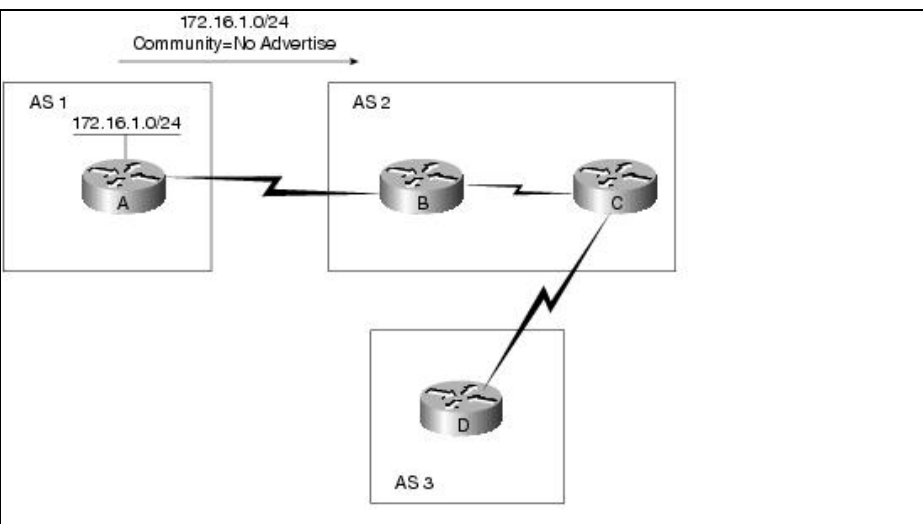 172.16.1.0/24
Community=No Advertise
AS 1
AS 2
172.16.1.0/24
A
B
C
D
AS 3